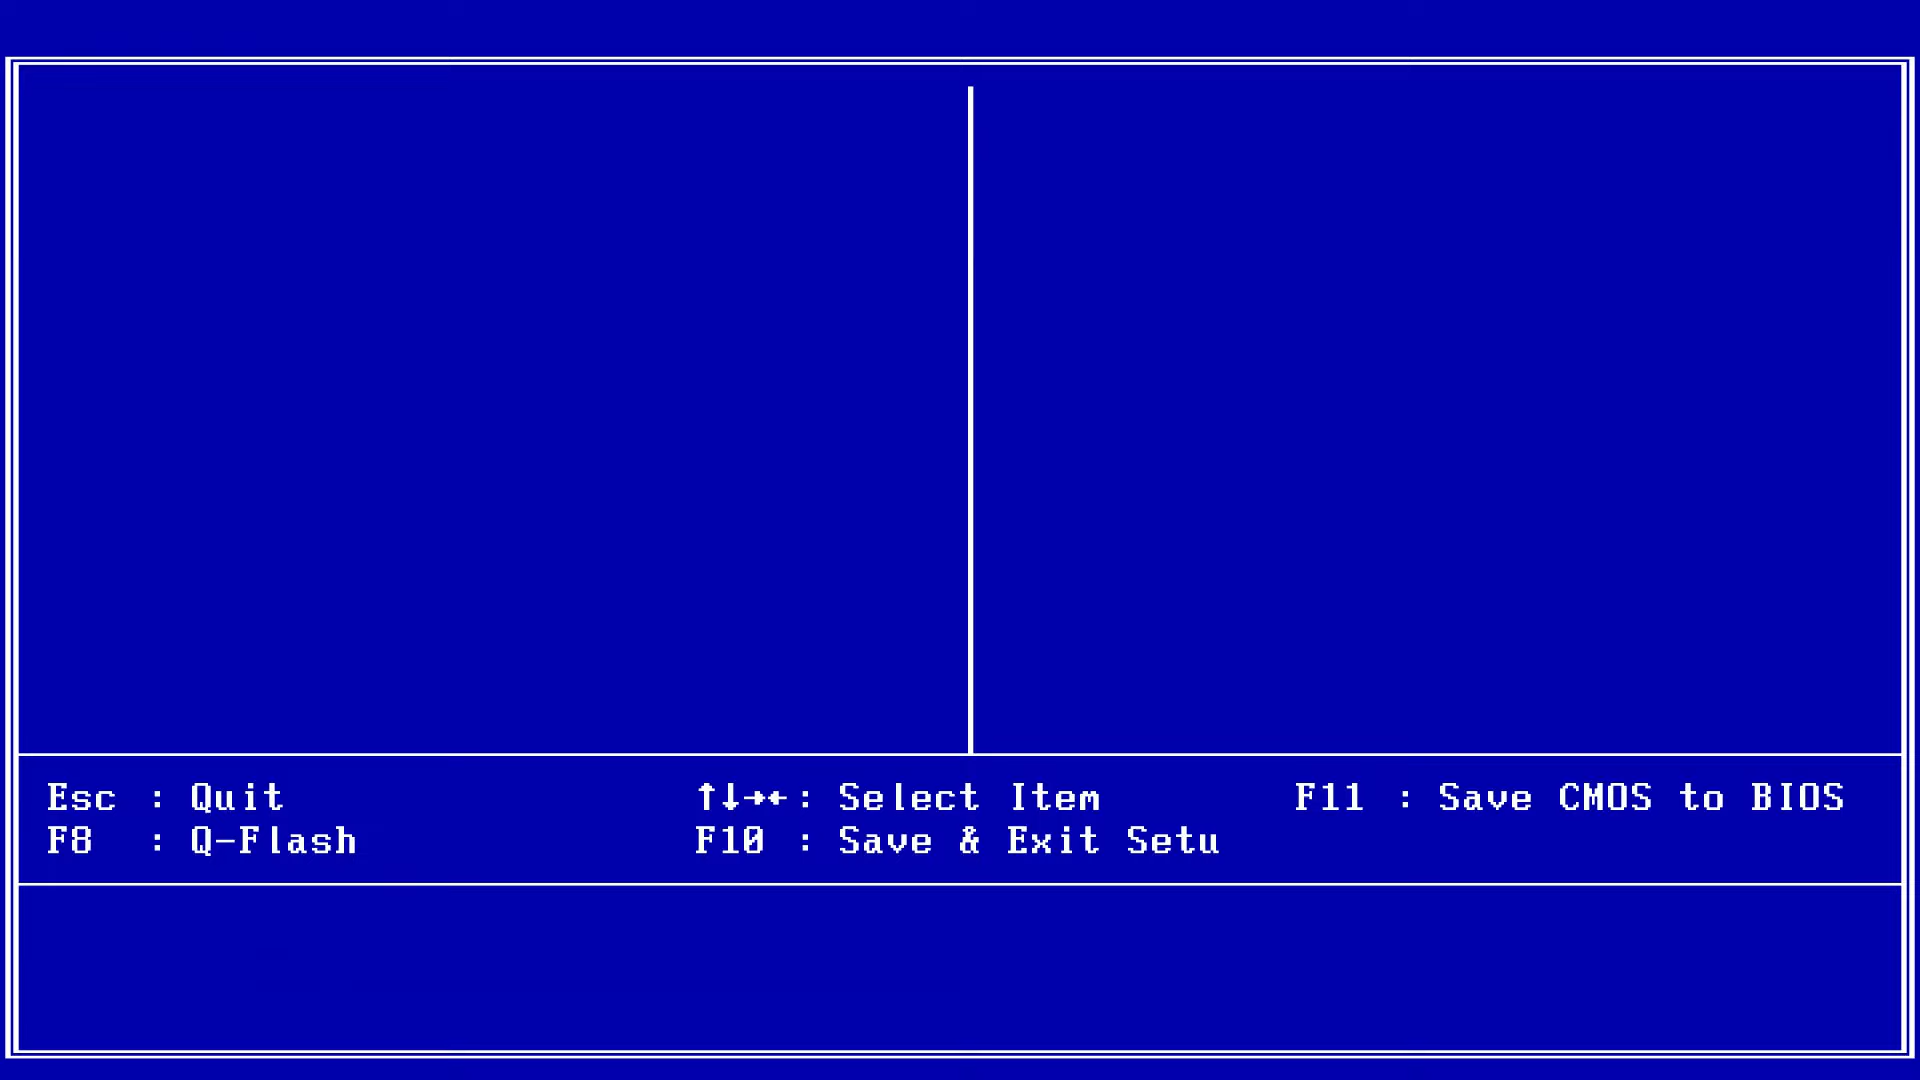 Esc : Quit ↑↓→←: Select Item F11 : Save CMOS to BIOS
F8 : Q-Flash F10 : Save & Exit Setu